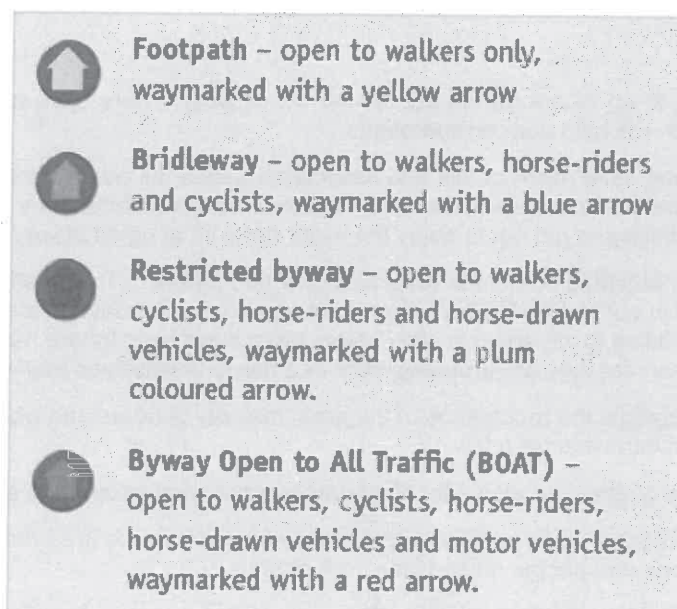 Footpath – open to walkers only,
waymarked with a yellow arrow
Bridleway – open to walkers, horse-riders
and cyclists, waymarked with a blue arrow
Restricted byway – open to walkers,
cyclists, horse-riders and horse-drawn
vehicles, waymarked with a plum
coloured arrow.
Byway Open to All Traffic (BOAT) –
open to walkers, cyclists, horse-riders,
horse-drawn vehicles and motor vehicles,
waymarked with a red arrow.